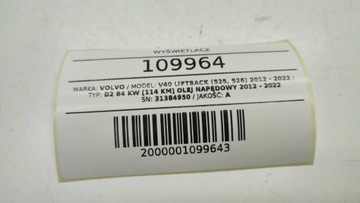 WYŚWIETLACZ
109964
MARKA: VOLVO / MODEL: V40 LIFTBACK (525, 526) 2012 - 2022 /
TYP: D2 84 KW [114 KM] OLEJ NAPĘDOWY 2012 - 2022
SN: 31384950 / JAKOŚĆ: A
2000001099643